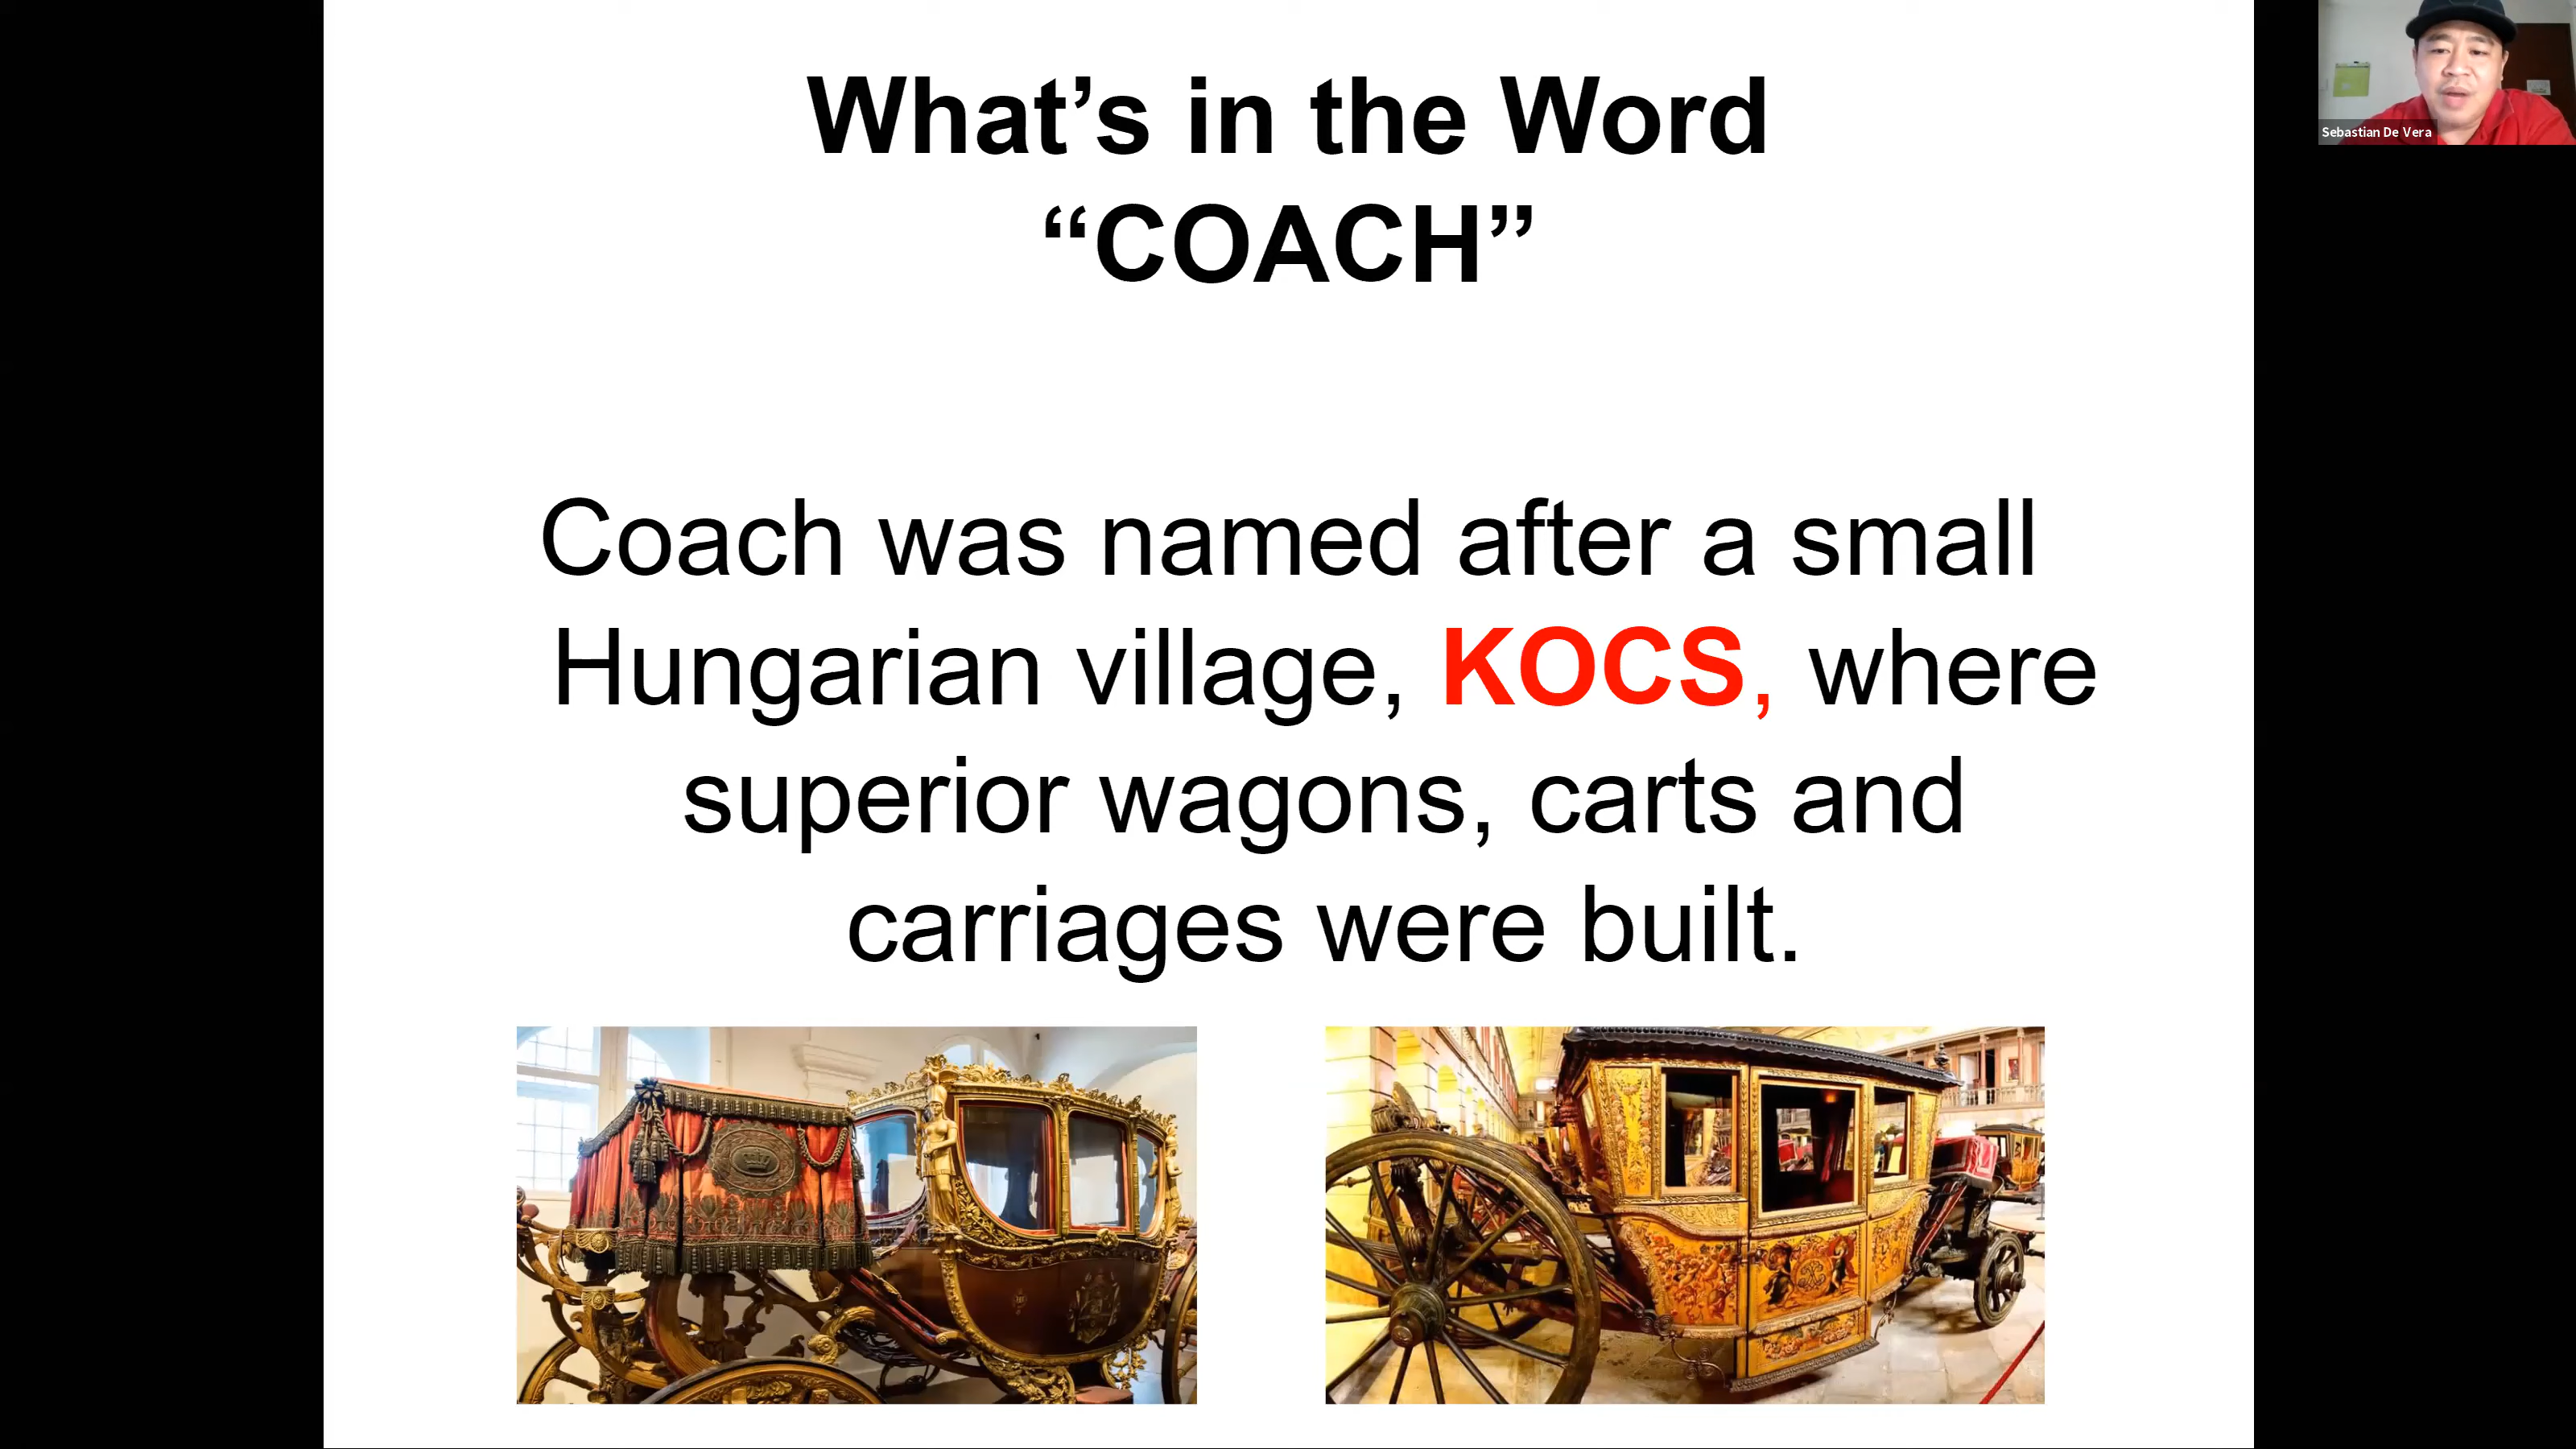 What’s in the Word
“COACH”
Sebastian De Vera
Coach was named after a small
Hungarian village, KOCS, where
superior wagons, carts and
carriages were built.